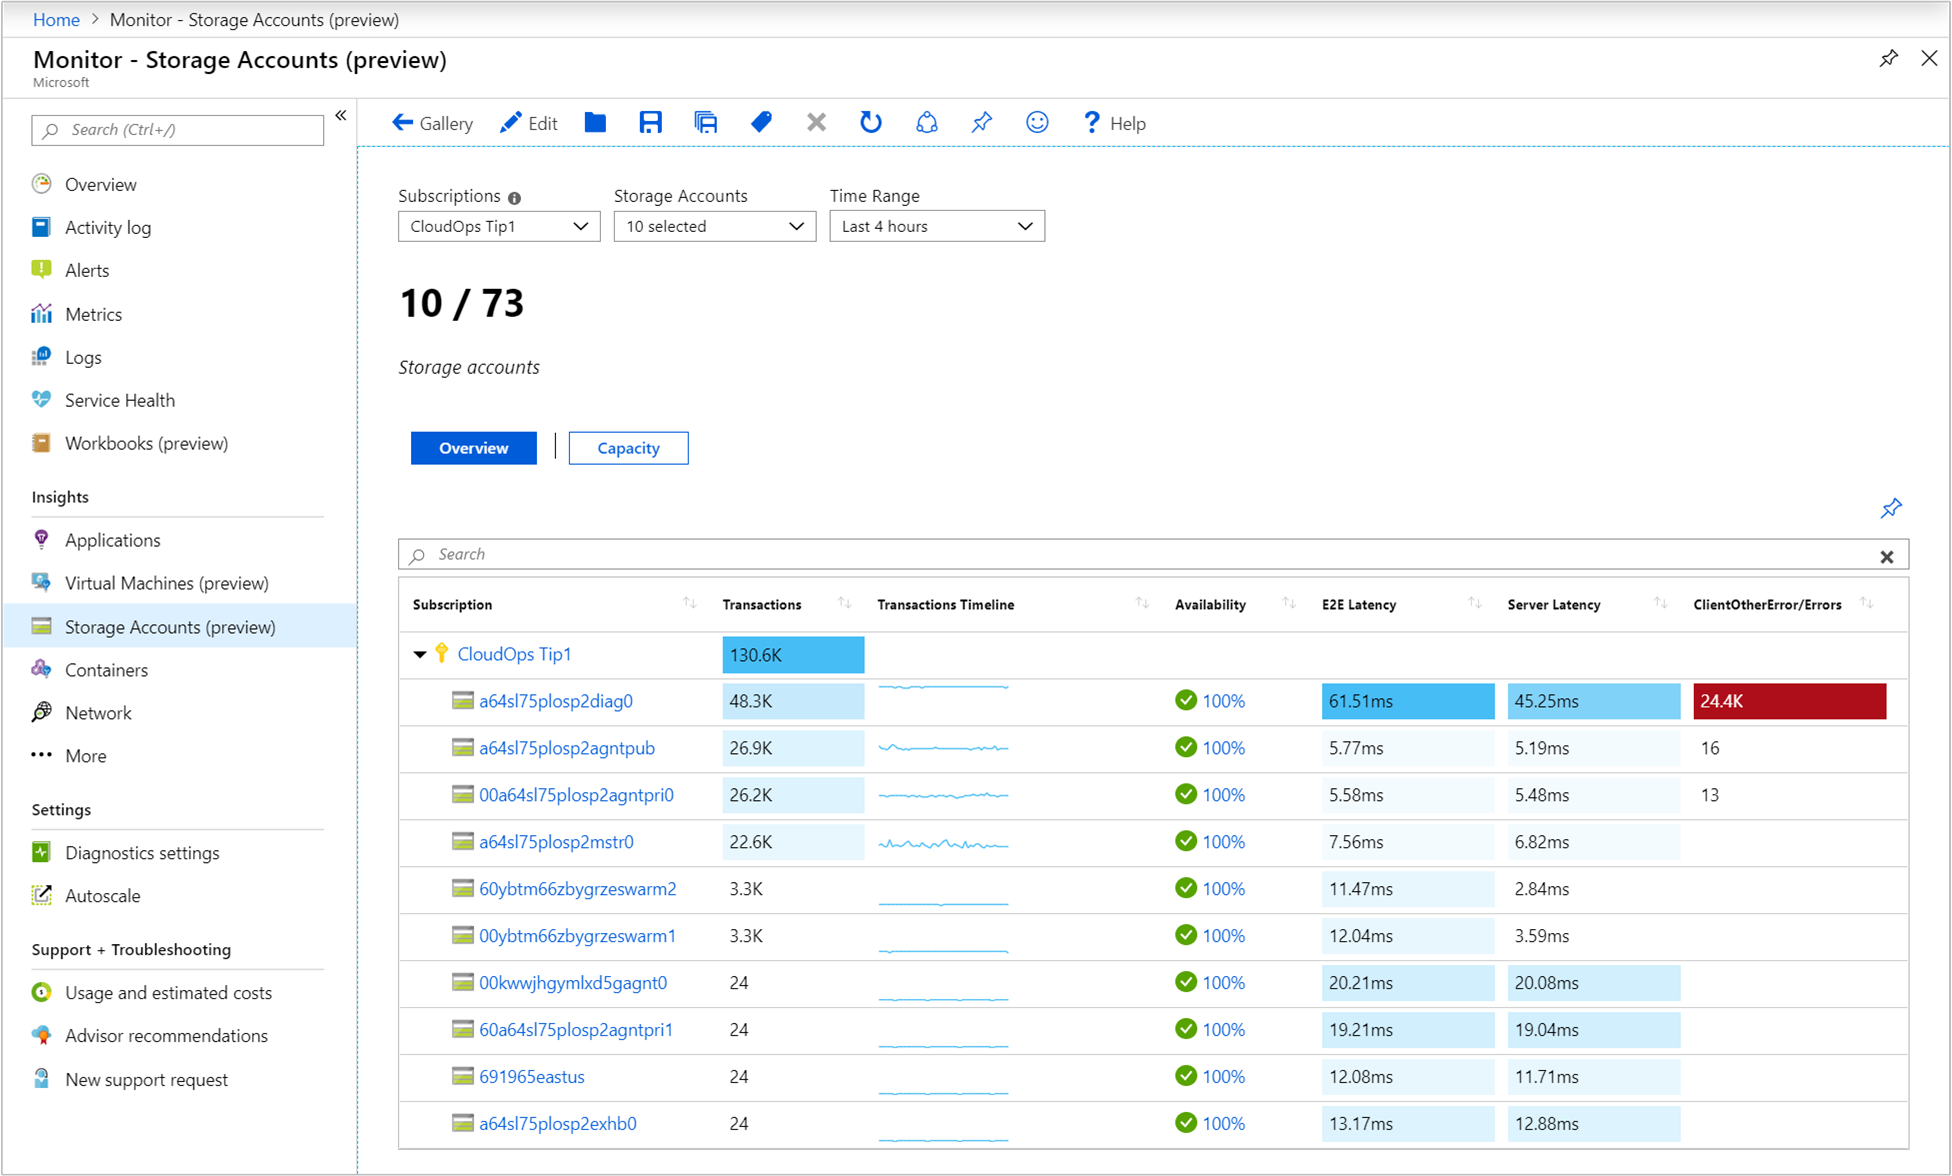 Home > Monitor - Storage Accounts (preview)
Monitor - Storage Accounts (preview)
Microsoft
Search (Ctrl+/)
«
Overview
Activity log
Alerts
Metrics
Logs
Service Health
Workbooks (preview)
Insights
Applications
Virtual Machines (preview)
Storage Accounts (preview)
Containers
Network
More
Settings
Diagnostics settings
Autoscale
Support + Troubleshooting
Usage and estimated costs
Advisor recommendations
New support request
Gallery Edit ? Help
Subscriptions Storage Accounts Time Range
CloudOps Tip1 10 selected Last 4 hours
10 / 73
Storage accounts
Overview | Capacity
Search
Subscription Transactions Transactions Timeline Availability E2E Latency Server Latency ClientOtherError/Errors
CloudOps Tip1 130.6K
a64sl75plosp2diag0 48.3K 100% 61.51ms 45.25ms 24.4K
a64sl75plosp2agntpub 26.9K 100% 5.77ms 5.19ms 16
00a64sl75plosp2agntpri0 26.2K 100% 5.58ms 5.48ms 13
a64sl75plosp2mstr0 22.6K 100% 7.56ms 6.82ms
60ybtm66zbygrzeswarm2 3.3K 100% 11.47ms 2.84ms
00ybtm66zbygrzeswarm1 3.3K 100% 12.04ms 3.59ms
00kwwjhgymlxd5gagnt0 24 100% 20.21ms 20.08ms
60a64sl75plosp2agntpri1 24 100% 19.21ms 19.04ms
691965eastus 24 100% 12.08ms 11.71ms
a64sl75plosp2exhb0 24 100% 13.17ms 12.88ms